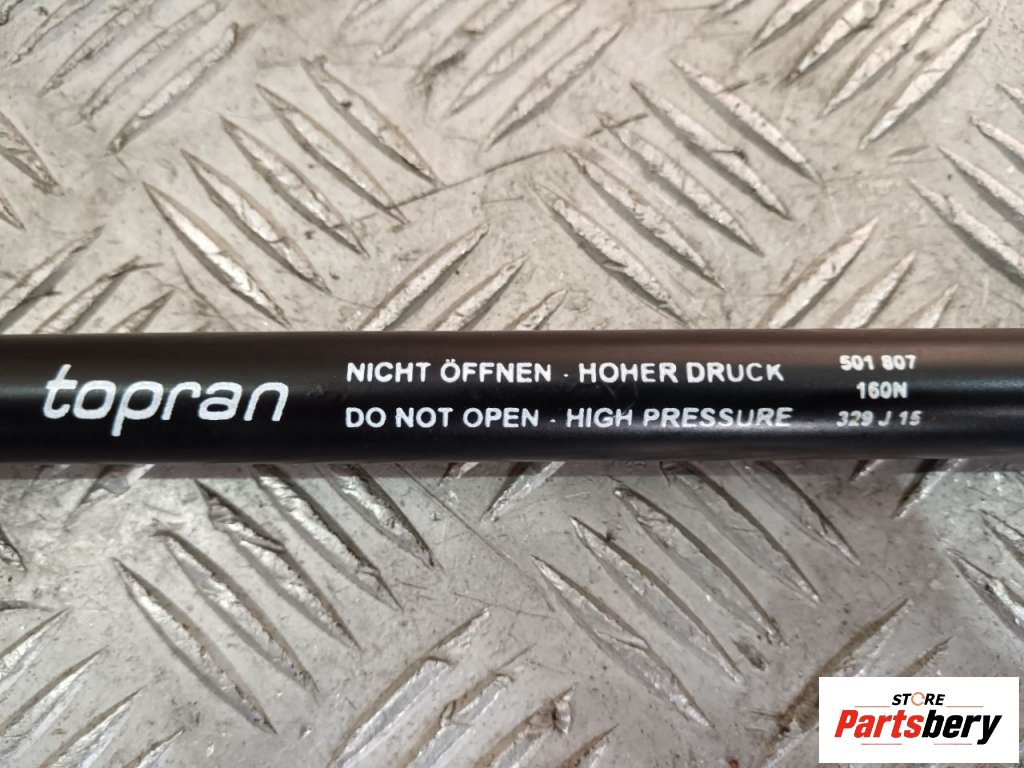 topran
NICHT ÖFFNEN · HOHER DRUCK
DO NOT OPEN · HIGH PRESSURE
501 807
160N
329 J 15
STORE
Partsbery